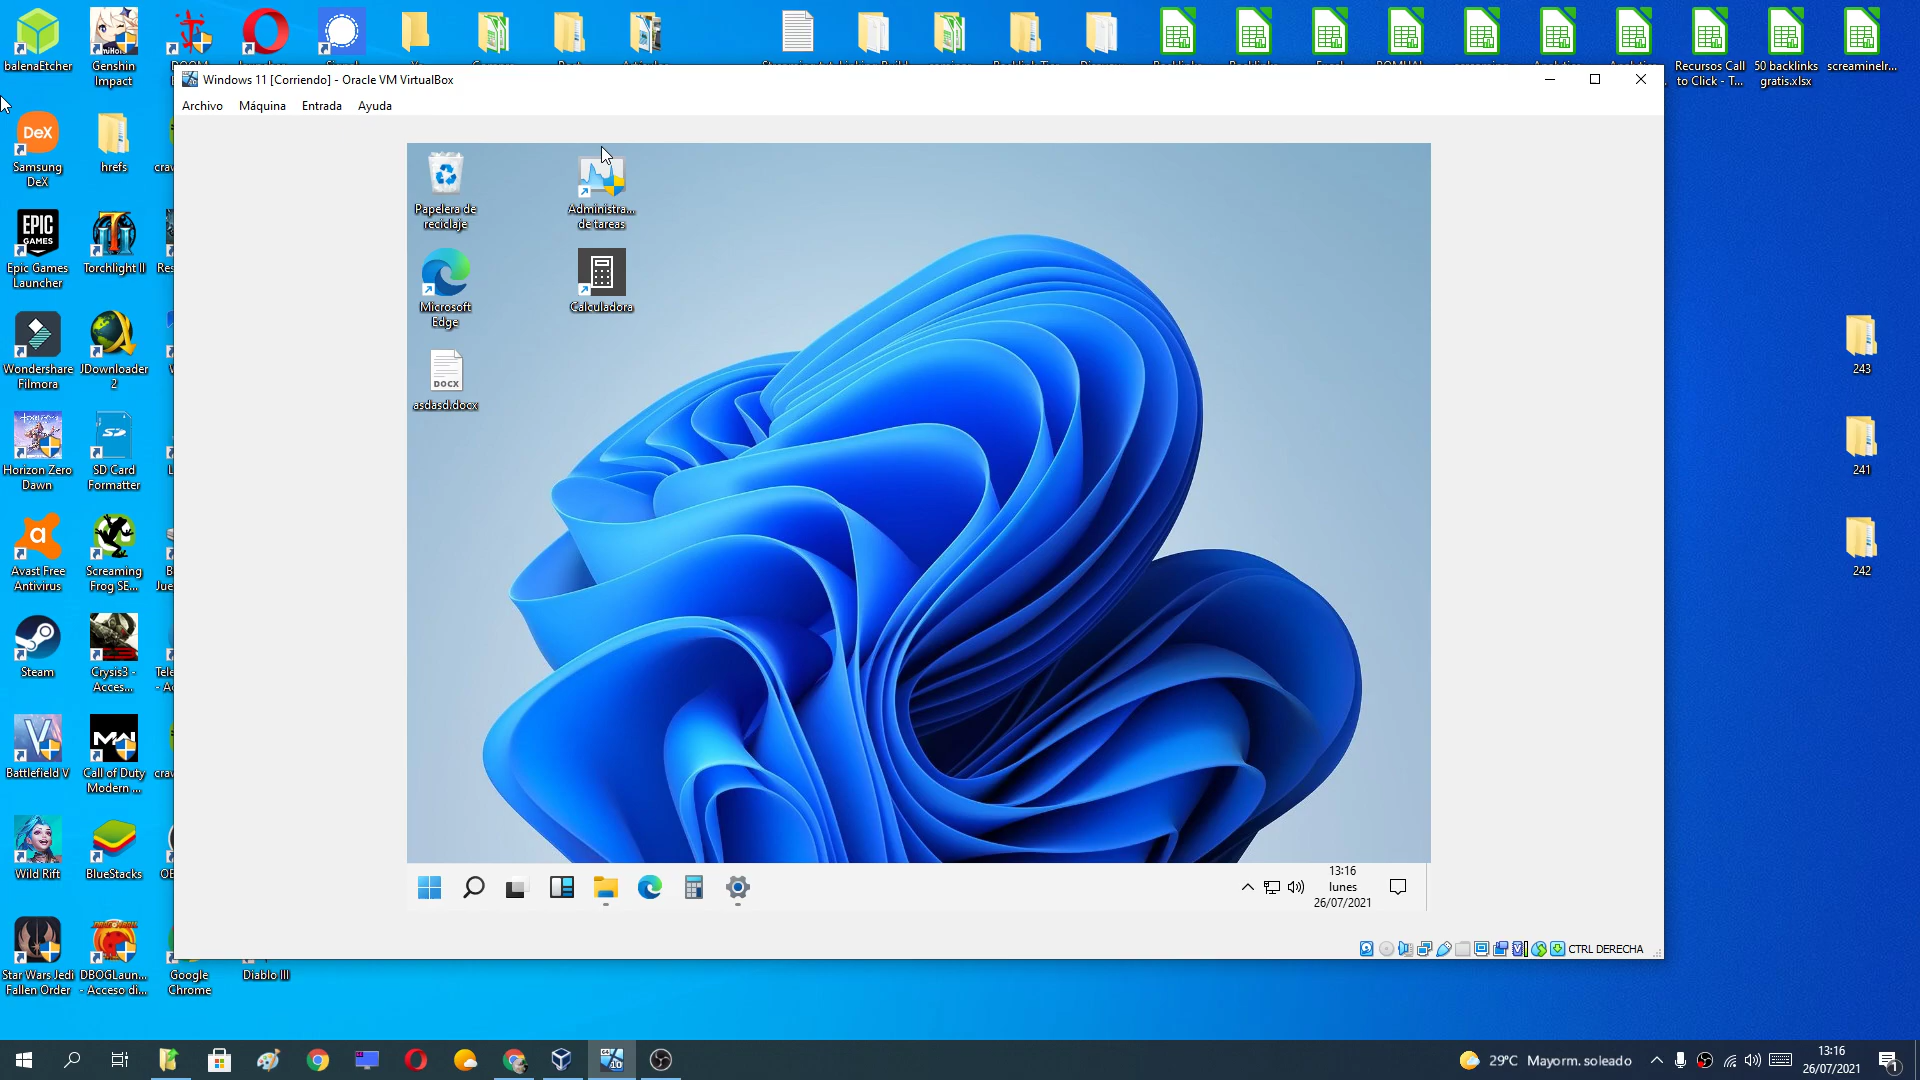 balenaEtcher
Genshin
Impact
Recursos Call
to Click - T...
50 backlinks
gratis.xlsx
screaminelr...
Windows 11 [Corriendo] - Oracle VM VirtualBox
Archivo Máquina Entrada Ayuda
DeX
Samsung
DeX
hrefs
EPIC
GAMES
Epic Games
Launcher
Torchlight II
Wondershare
Filmora
JDownloader
2
Horizon Zero
Dawn
SD Card
Formatter
Avast Free
Antivirus
Screaming
Frog SE...
Steam
Crysis3 -
Acces...
Battlefield V
Call of Duty
Modern ...
Wild Rift
BlueStacks
Star Wars Jedi
Fallen Order
DBOGLaun...
- Acceso di...
Google
Chrome
Diablo III
Papelera de
reciclaje
Administra...
de tareas
Microsoft
Edge
Calculadora
DOCX
asdasd.docx
243
241
242
13:16
lunes
26/07/2021
CTRL DERECHA
29°C Mayorm. soleado
13:16
26/07/2021
1